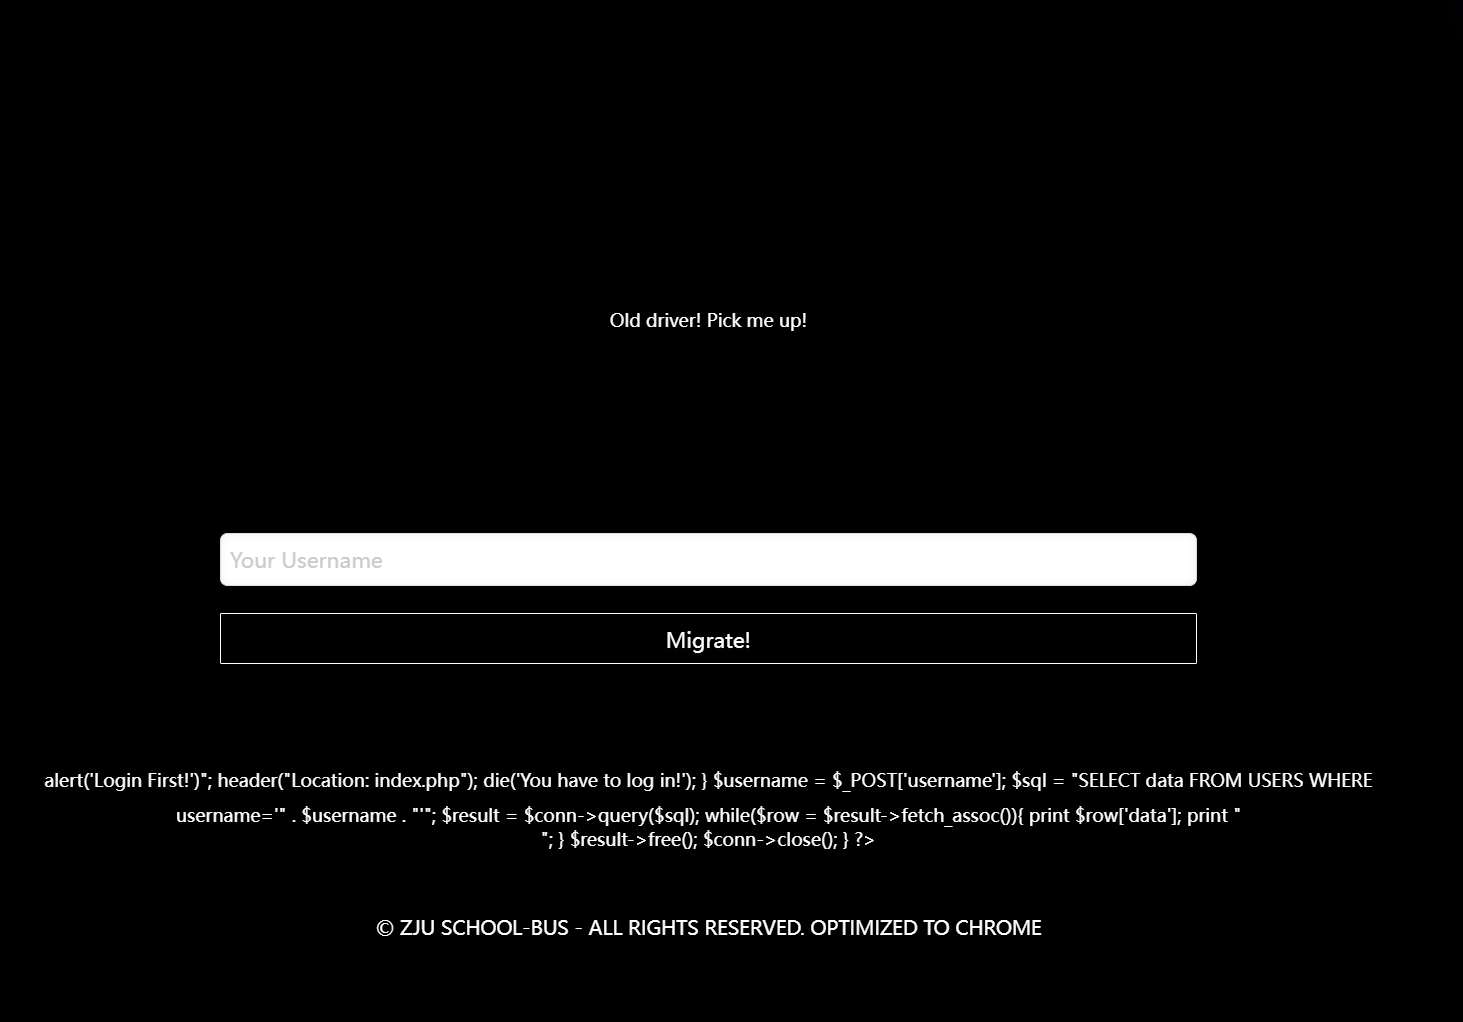 Old driver! Pick me up!
Your Username
Migrate!
alert('Login First!')"; header("Location: index.php"); die('You have to log in!'); } $username = $_POST['username']; $sql = "SELECT data FROM USERS WHERE
username='" . $username . "'"; $result = $conn->query($sql); while($row = $result->fetch_assoc()){ print $row['data']; print "
"; } $result->free(); $conn->close(); } ?>
© ZJU SCHOOL-BUS - ALL RIGHTS RESERVED. OPTIMIZED TO CHROME